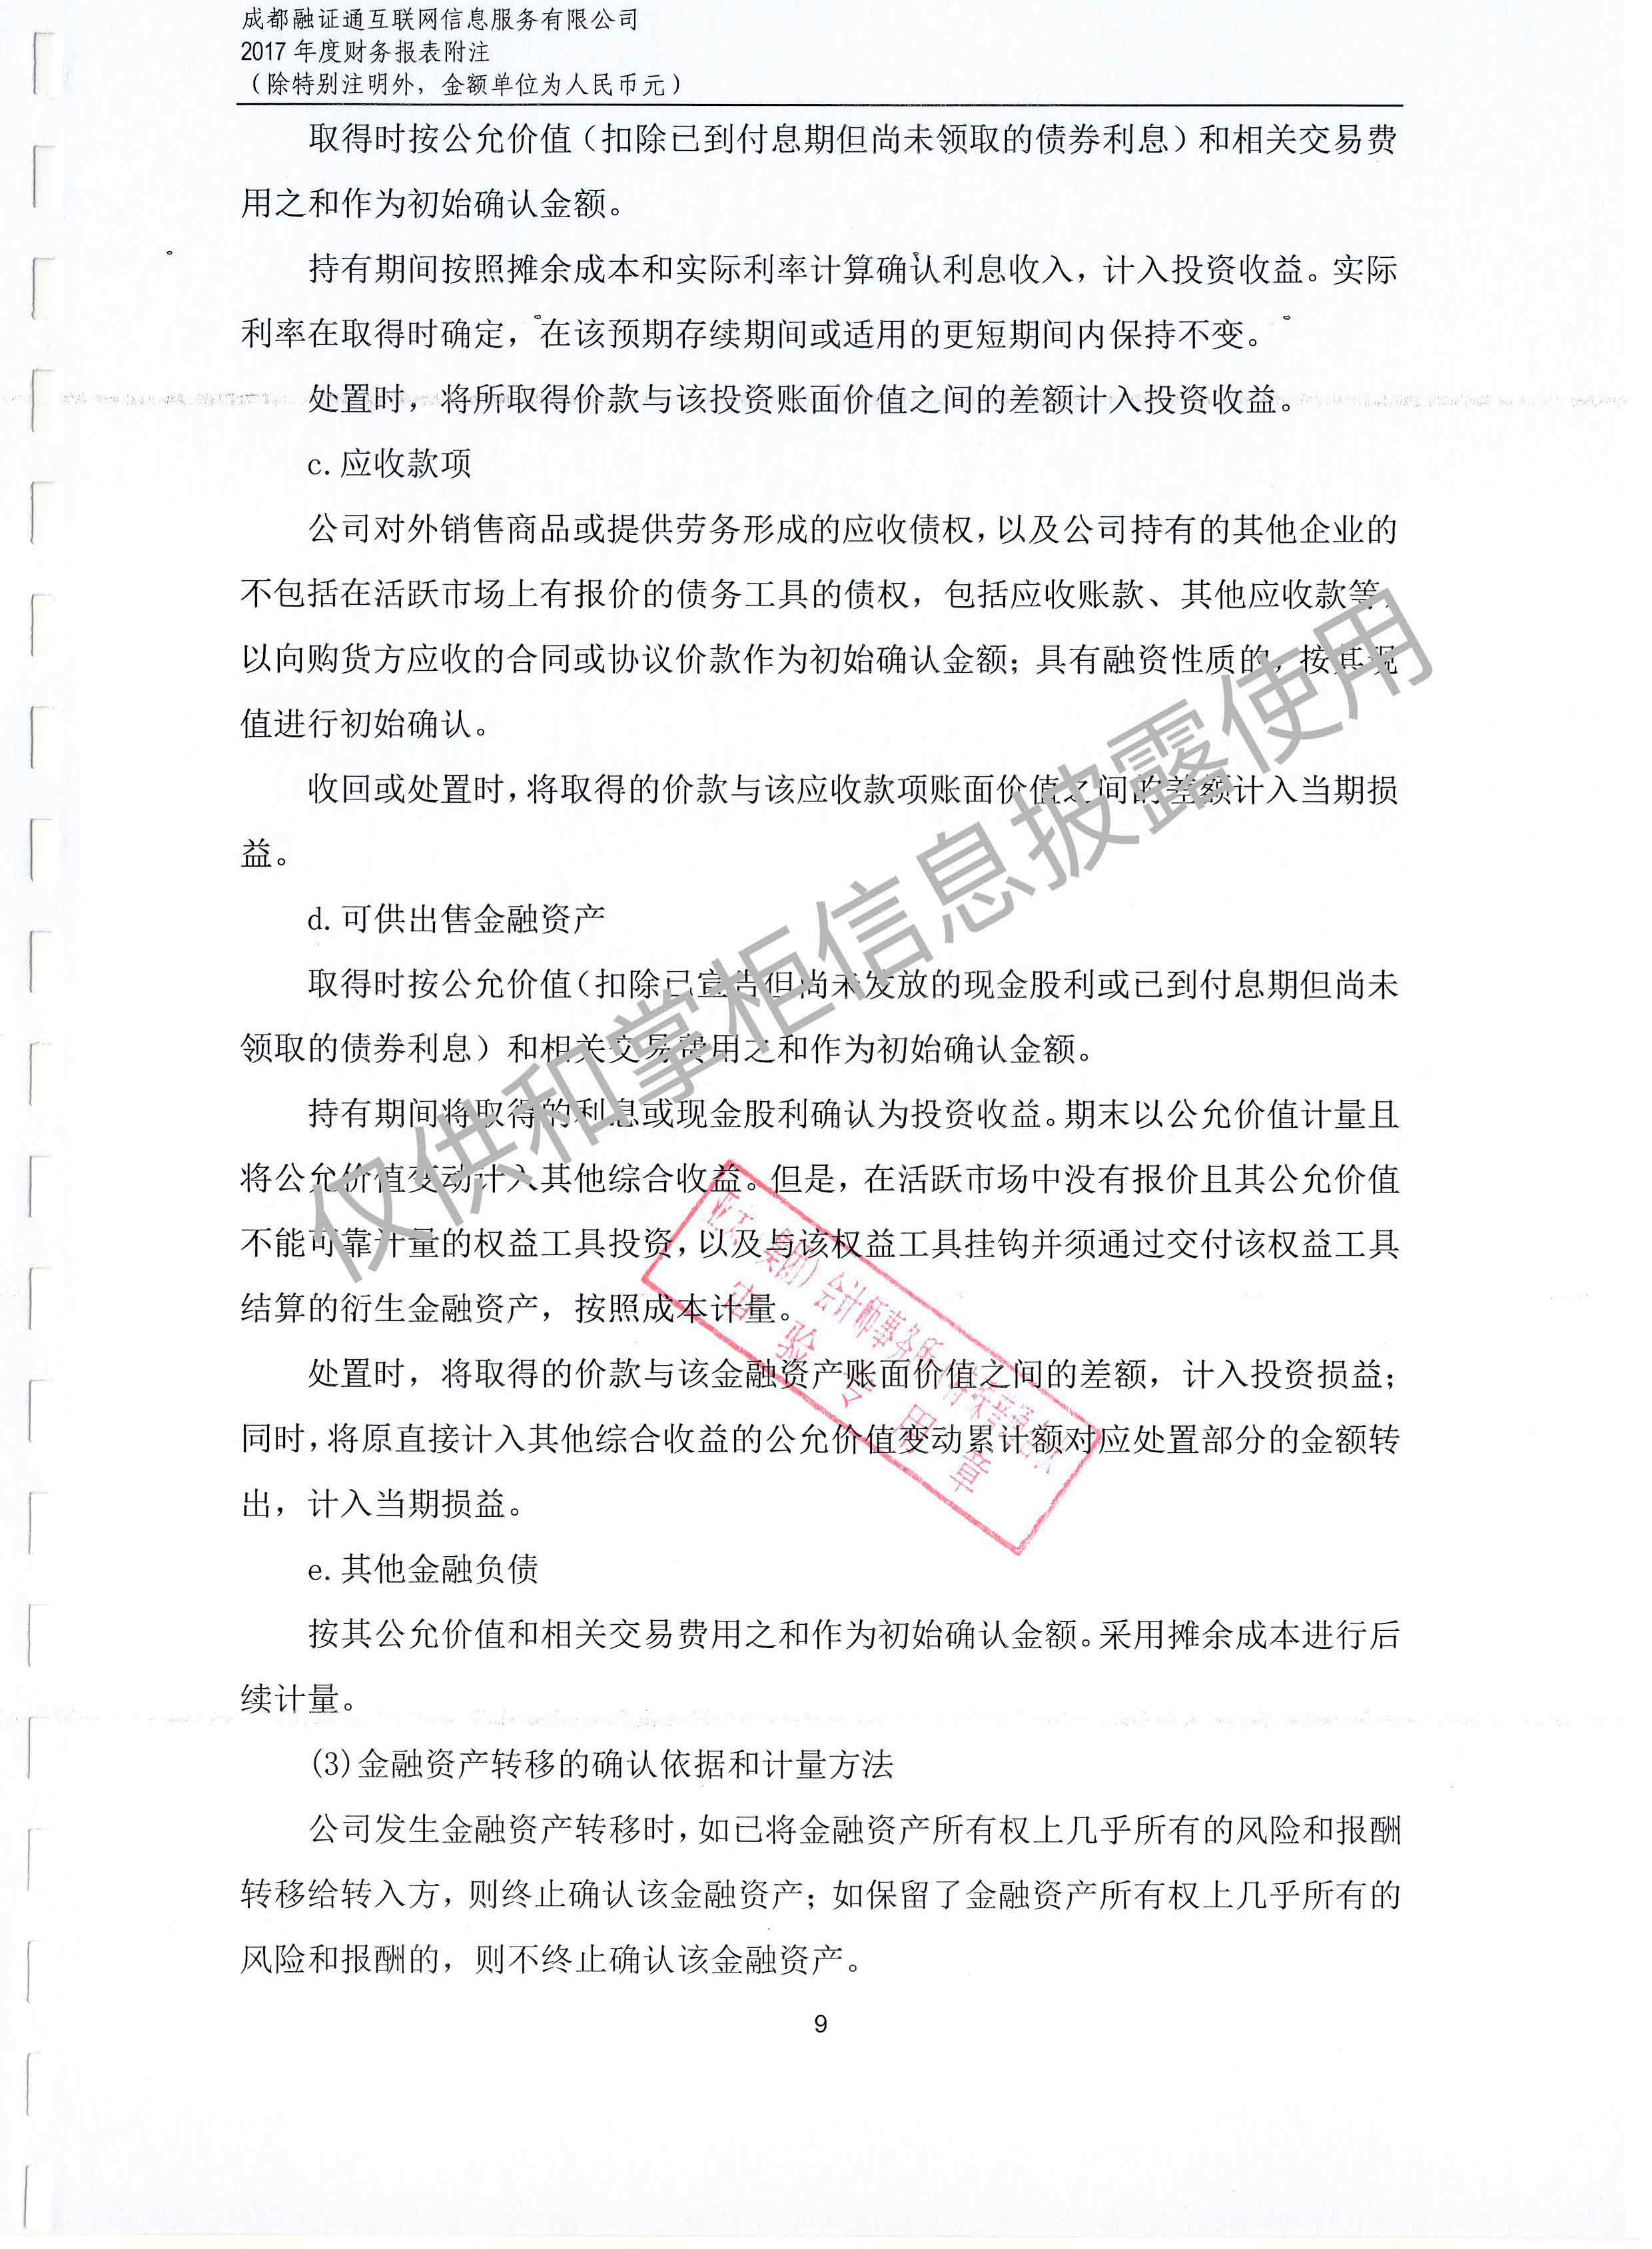 成都融证通互联网信息服务有限公司
2017 年度财务报表附注
（除特别注明外，金额单位为人民币元）
取得时按公允价值（扣除已到付息期但尚未领取的债券利息）和相关交易费
用之和作为初始确认金额。
持有期间按照摊余成本和实际利率计算确认利息收入，计入投资收益。实际
利率在取得时确定，在该预期存续期间或适用的更短期间内保持不变。
处置时，将所取得价款与该投资账面价值之间的差额计入投资收益。
c.应收款项
公司对外销售商品或提供劳务形成的应收债权，以及公司持有的其他企业的
不包括在活跃市场上有报价的债务工具的债权，包括应收账款、其他应收款等，
以向购货方应收的合同或协议价款作为初始确认金额；具有融资性质的，按其现
值进行初始确认。
收回或处置时，将取得的价款与该应收款项账面价值之间的差额计入当期损
益。
d.可供出售金融资产
取得时按公允价值（扣除已宣告但尚未发放的现金股利或已到付息期但尚未
领取的债券利息）和相关交易费用之和作为初始确认金额。
持有期间将取得的利息或现金股利确认为投资收益。期末以公允价值计量且
将公允价值变动计入其他综合收益。但是，在活跃市场中没有报价且其公允价值
不能可靠计量的权益工具投资，以及与该权益工具挂钩并须通过交付该权益工具
结算的衍生金融资产，按照成本计量。
处置时，将取得的价款与该金融资产账面价值之间的差额，计入投资损益；
同时，将原直接计入其他综合收益的公允价值变动累计额对应处置部分的金额转
出，计入当期损益。
e.其他金融负债
按其公允价值和相关交易费用之和作为初始确认金额。采用摊余成本进行后
续计量。
(3)金融资产转移的确认依据和计量方法
公司发生金融资产转移时，如已将金融资产所有权上几乎所有的风险和报酬
转移给转入方，则终止确认该金融资产；如保留了金融资产所有权上几乎所有的
风险和报酬的，则不终止确认该金融资产。
9
仅供和掌柜信息披露使用
亚太（集团）会计师事务所（特殊普通合伙）
验 专 用 章